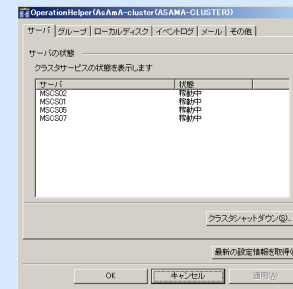 OperationHelper(AsAmA-cluster(ASAMA-CLUSTER))
サーバ グループ ローカルディスク イベントログ メール その他
サーバの状態
クラスタサービスの状態を表示します
サーバ 状態
MSCS02 稼動中
MSCS01 稼動中
MSCS05 稼動中
MSCS07 稼動中
クラスタシャットダウン(S)...
最新の設定情報を取得(
OK キャンセル 適用(A)